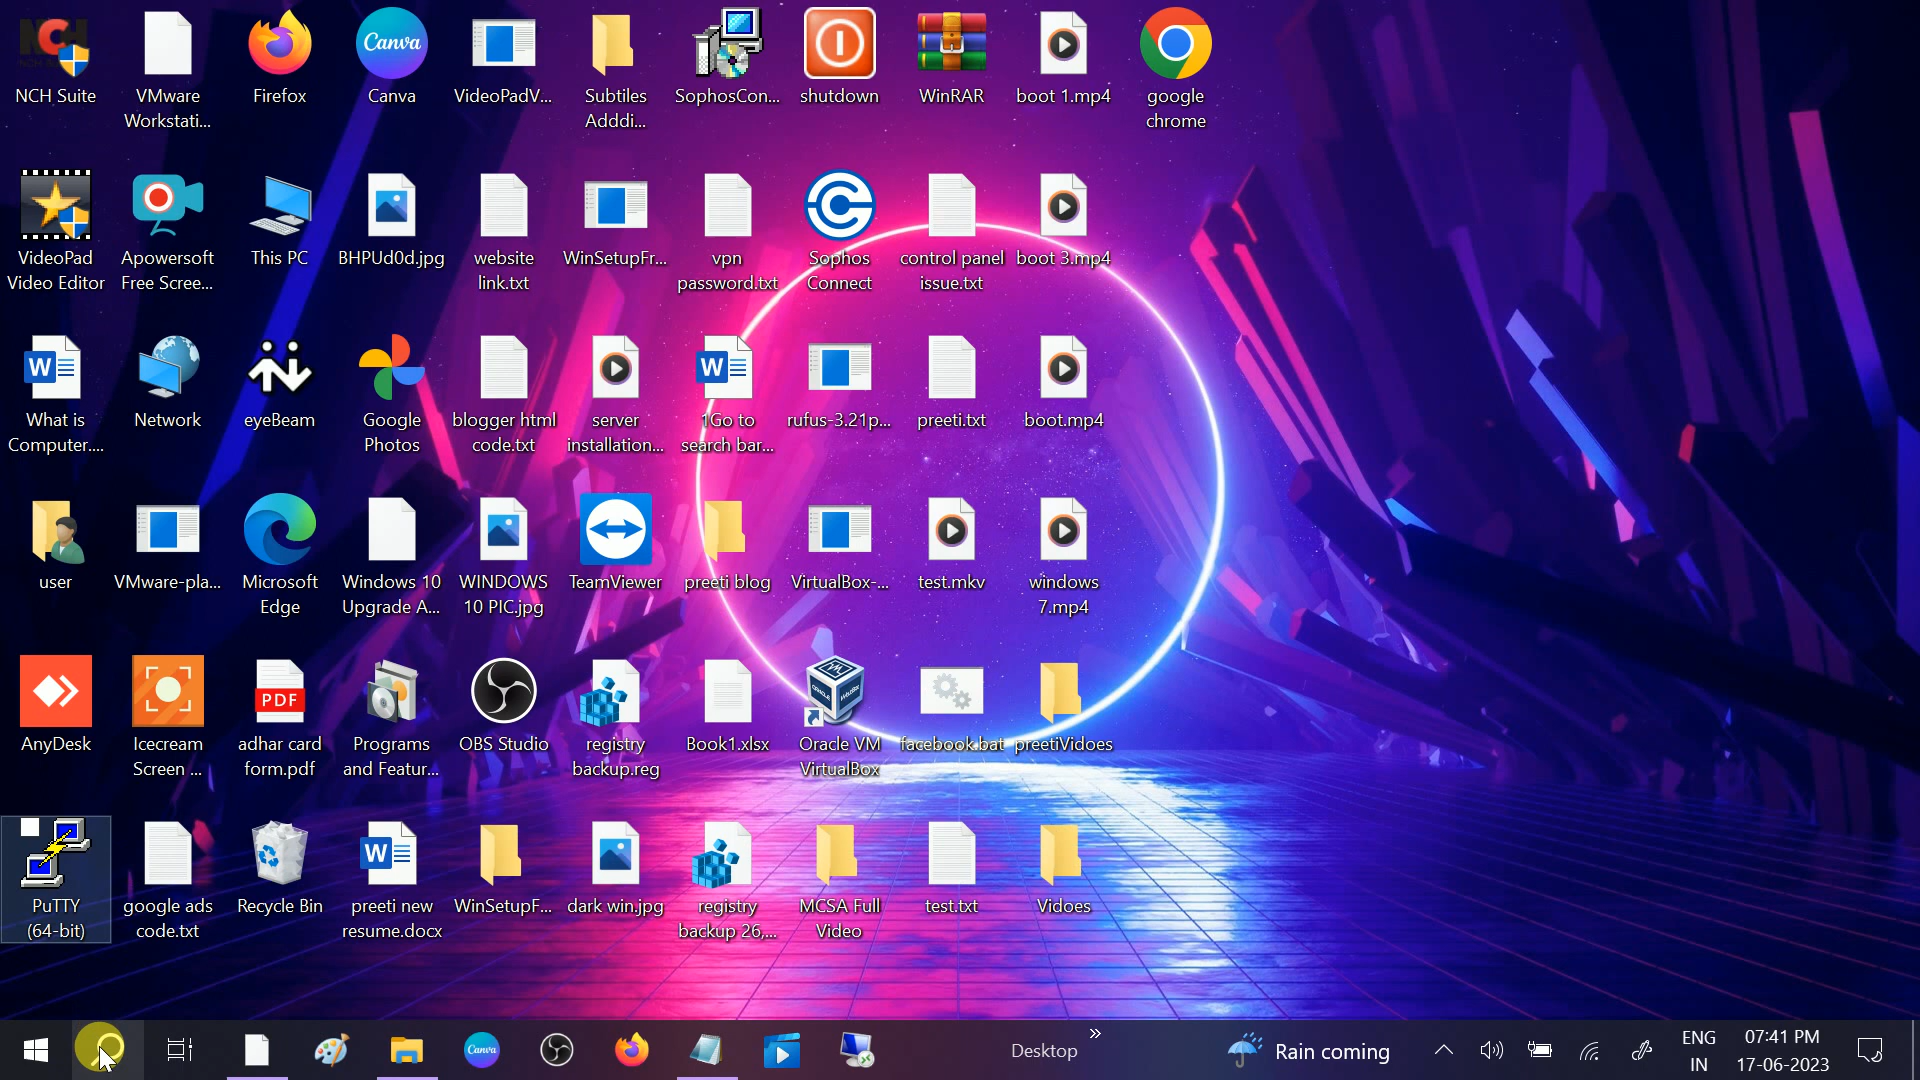 NCH Suite
VMware
Workstati...
Firefox
Canva
Canva
VideoPadV...
Subtiles
Adddi...
SophosCon...
shutdown
WinRAR
boot 1.mp4
google
chrome
VideoPad
Video Editor
Apowersoft
Free Scree...
This PC
BHPUd0d.jpg
website
link.txt
WinSetupFr...
vpn
password.txt
Sophos
Connect
control panel
issue.txt
boot 3.mp4
What is
Computer....
Network
eyeBeam
Google
Photos
blogger html
code.txt
server
installation...
1Go to
search bar...
rufus-3.21p...
preeti.txt
boot.mp4
user
VMware-pla...
Microsoft
Edge
Windows 10
Upgrade A...
WINDOWS
10 PIC.jpg
TeamViewer
preeti blog
VirtualBox-...
test.mkv
windows
7.mp4
AnyDesk
Icecream
Screen ...
PDF
adhar card
form.pdf
Programs
and Featur...
OBS Studio
registry
backup.reg
Book1.xlsx
Oracle VM
VirtualBox
facebook.bat
preetiVidoes
PuTTY
(64-bit)
google ads
code.txt
Recycle Bin
preeti new
resume.docx
WinSetupF...
dark win.jpg
registry
backup 26,...
MCSA Full
Video
test.txt
Vidoes
Canva
Desktop
»
Rain coming
ENG
IN
07:41 PM
17-06-2023